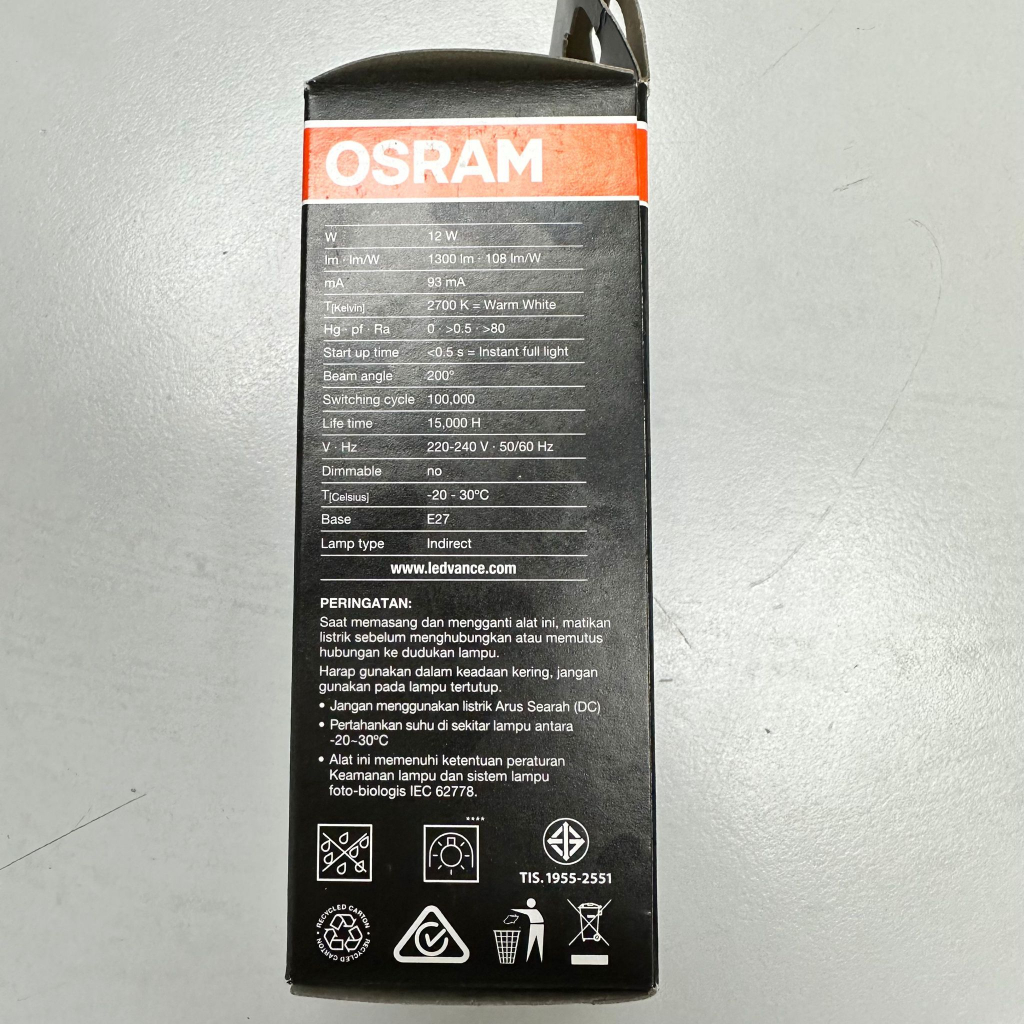 OSRAM
W 12 W
lm · lm/W 1300 lm · 108 lm/W
mA 93 mA
T[Kelvin] 2700 K = Warm White
Hg · pf · Ra 0 · >0.5 · >80
Start up time <0.5 s = Instant full light
Beam angle 200°
Switching cycle 100,000
Life time 15,000 H
V · Hz 220-240 V · 50/60 Hz
Dimmable no
T[Celsius] -20 - 30ºC
Base E27
Lamp type Indirect
www.ledvance.com
PERINGATAN:
Saat memasang dan mengganti alat ini, matikan
listrik sebelum menghubungkan atau memutus
hubungan ke dudukan lampu.
Harap gunakan dalam keadaan kering, jangan
gunakan pada lampu tertutup.
• Jangan menggunakan listrik Arus Searah (DC)
• Pertahankan suhu di sekitar lampu antara
-20~30ºC
• Alat ini memenuhi ketentuan peraturan
Keamanan lampu dan sistem lampu
foto-biologis IEC 62778.
****
TIS. 1955-2551
RECYCLED CARTON • RECYCLED CARTON •